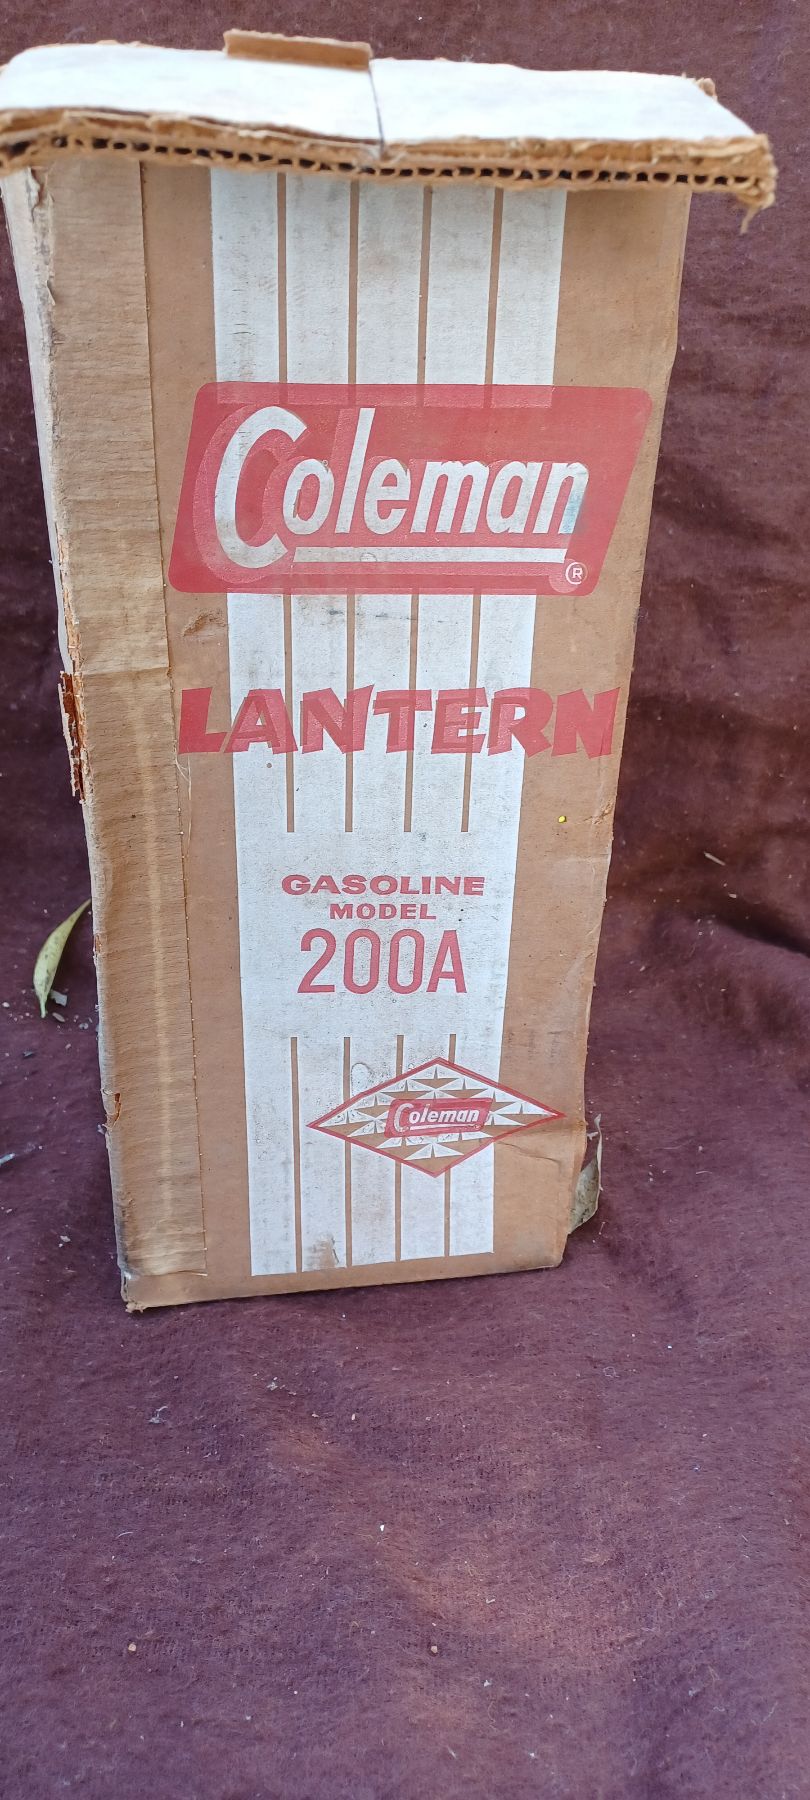 Coleman
®
LANTERN
GASOLINE
MODEL
200A
Coleman